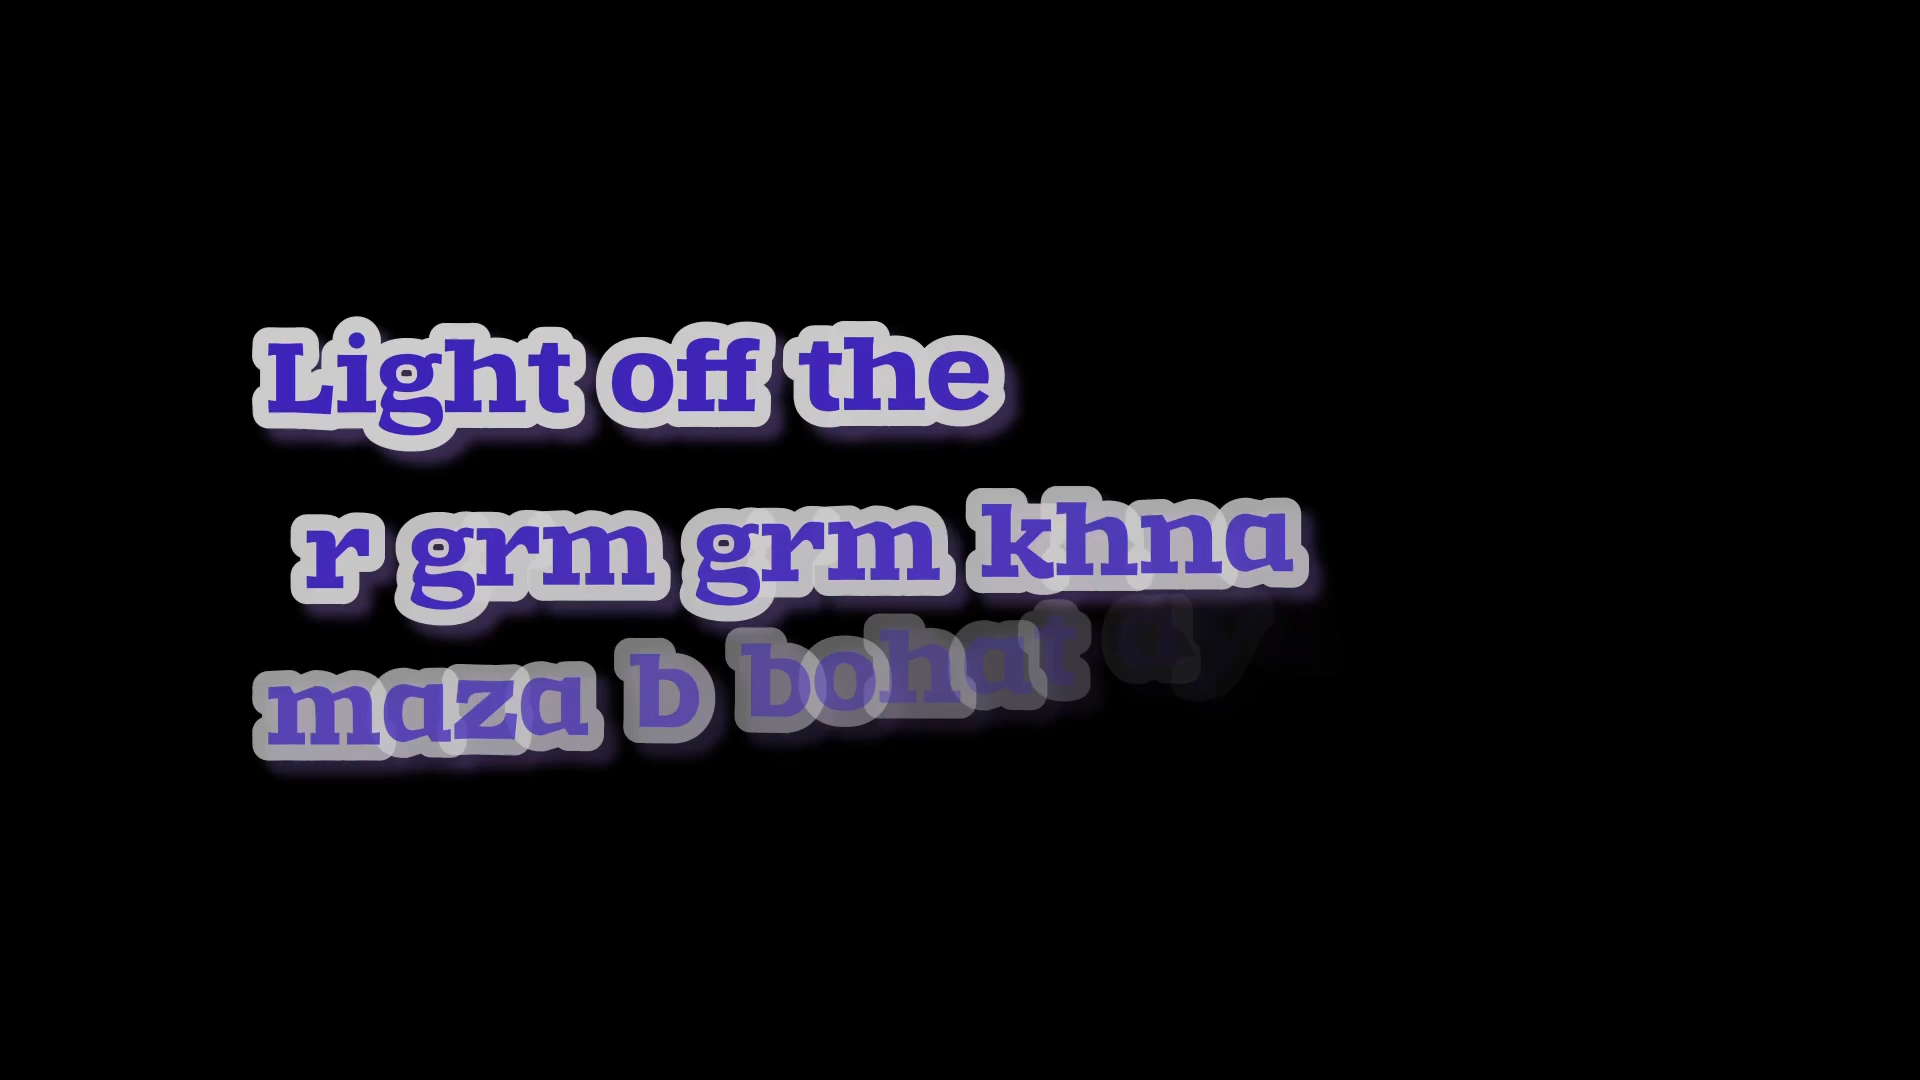 Light off the
r grm grm khna
maza b bohat